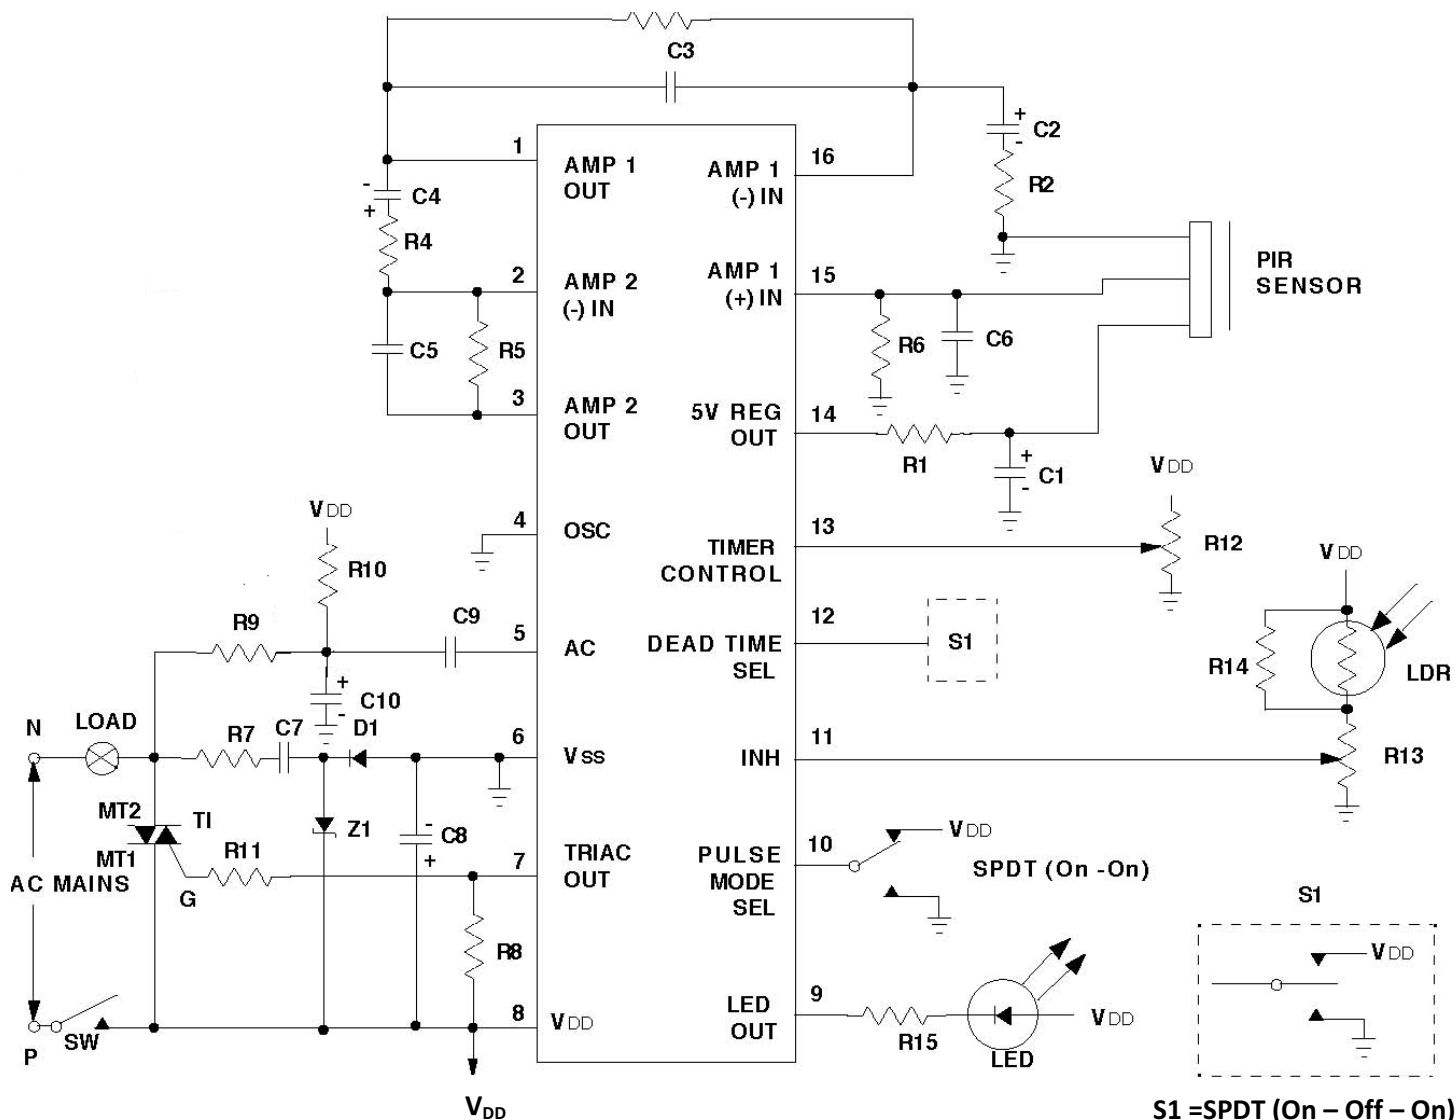 C3
+
C2
-
R2
1
AMP 1
OUT
AMP 1
(-) IN
16
-
C4
+
R4
2
AMP 2
(-) IN
AMP 1
(+) IN
15
PIR
SENSOR
C5
R5
R6
C6
3
AMP 2
OUT
5V REG
OUT
14
R1
+
C1
-
VDD
4
OSC
TIMER
CONTROL
13
VDD
R12
R10
R9
C9
5
AC
DEAD TIME
SEL
12
S1
VDD
R14
LDR
+
C10
-
N
LOAD
R7
C7
D1
6
VSS
INH
11
R13
MT2
TI
MT1
G
R11
Z1
-
C8
+
7
TRIAC
OUT
PULSE
MODE
SEL
10
VDD
SPDT (On -On)
AC MAINS
R8
S1
VDD
P
SW
8
VDD
LED
OUT
9
R15
LED
VDD
VDD
S1 =SPDT (On – Off – On)